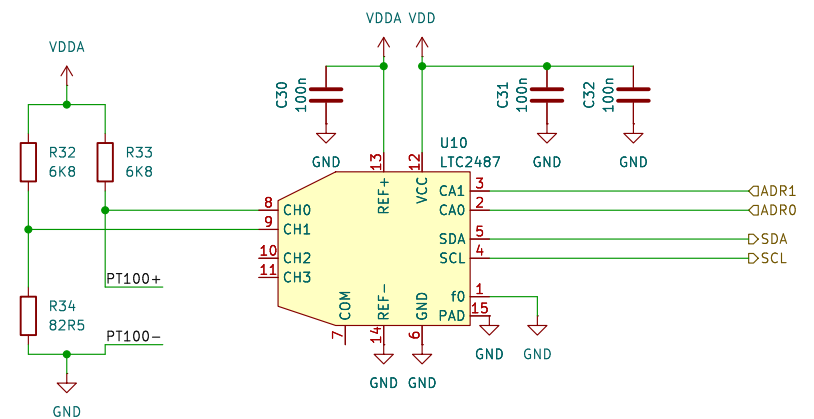 VDDA VDD
VDDA
C30
100n
C31
100n
C32
100n
GND
GND
GND
U10
LTC2487
R32
6K8
R33
6K8
13
12
REF+
VCC
CA1
3
ADR1
CA0
2
ADR0
8
CH0
9
CH1
SDA
5
SDA
10
CH2
SCL
4
SCL
11
CH3
PT100+
R34
82R5
f0
1
COM
REF-
GND
PAD
15
PT100-
7
14
6
GND
GND
GND
GND
GND